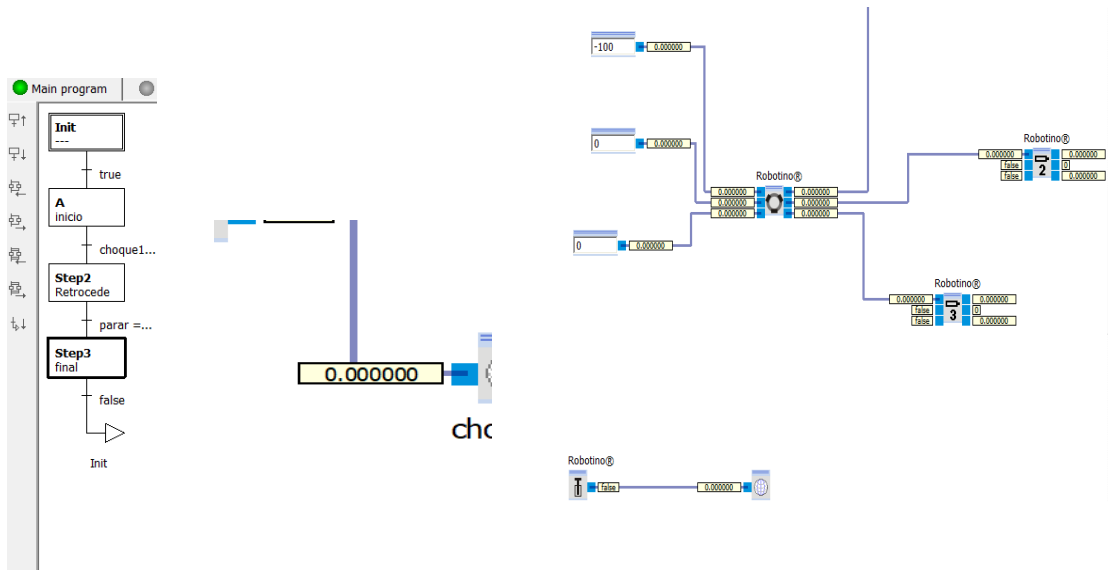 Main program
Init
---
true
A
inicio
choque1...
Step2
Retrocede
parar =...
Step3
final
false
Init
0.000000
-100
0.000000
0
0.000000
0
0.000000
Robotino®
0.000000
0.000000
0.000000
0.000000
0.000000
0.000000
Robotino®
0.000000
false
false
2
0.000000
0
0.000000
Robotino®
0.000000
false
false
3
0.000000
0
0.000000
Robotino®
false
0.000000